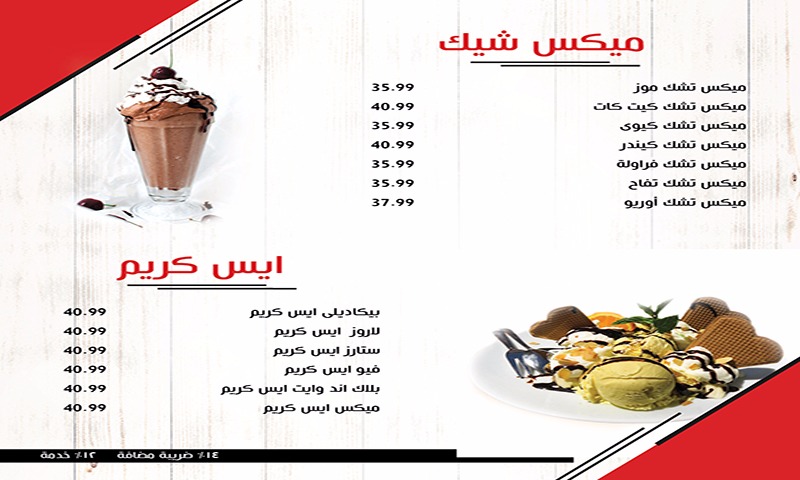 ميكس شيك
ميكس تشك موز 35.99
ميكس تشك كيت كات 40.99
ميكس تشك كيوى 35.99
ميكس تشك كيندر 40.99
ميكس تشك فراولة 35.99
ميكس تشك تفاح 35.99
ميكس تشك أوريو 37.99
ايس كريم
بيكاديلى ايس كريم 40.99
لاروز ايس كريم 40.99
ستارز ايس كريم 40.99
فيو ايس كريم 40.99
بلاك اند وايت ايس كريم 40.99
ميكس ايس كريم 40.99
١٤٪ ضريبة مضافة ١٢٪ خدمة